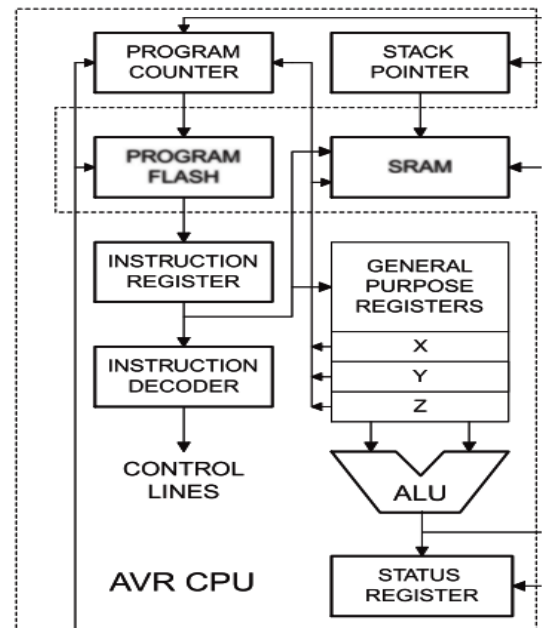 PROGRAM
COUNTER
STACK
POINTER
PROGRAM
FLASH
SRAM
INSTRUCTION
REGISTER
GENERAL
PURPOSE
REGISTERS
X
Y
Z
INSTRUCTION
DECODER
CONTROL
LINES
ALU
AVR CPU
STATUS
REGISTER